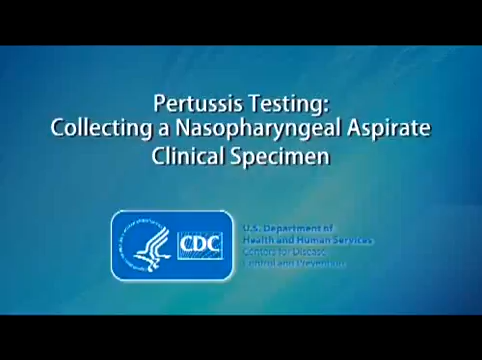 Pertussis Testing:
Collecting a Nasopharyngeal Aspirate
Clinical Specimen
CDC
U.S. Department of
Health and Human Services
Centers for Disease
Control and Prevention